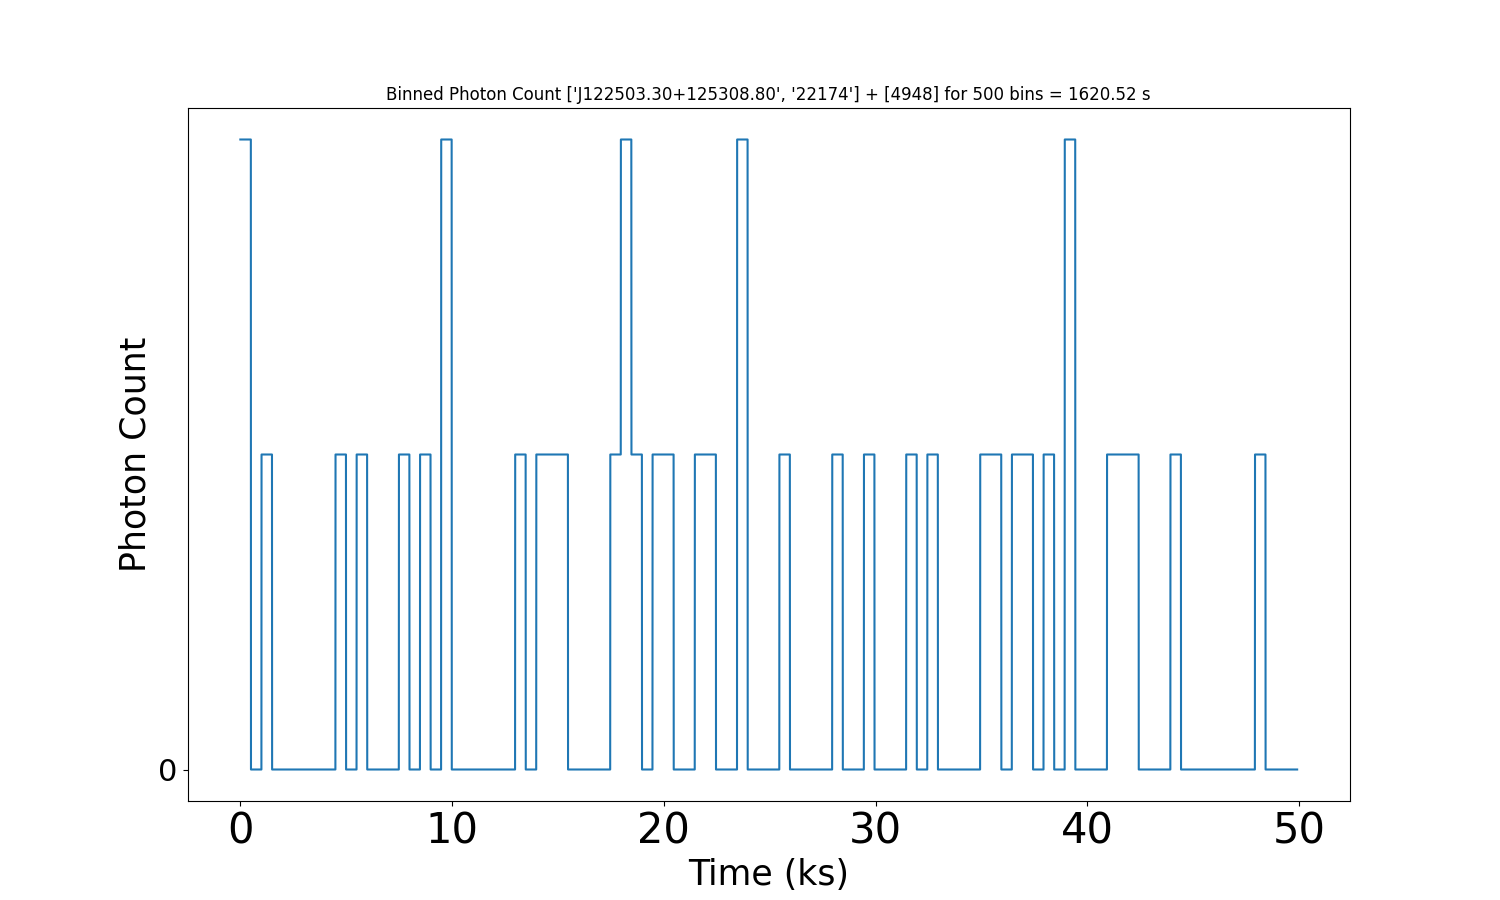 Binned Photon Count ['J122503.30+125308.80', '22174'] + [4948] for 500 bins = 1620.52 s
Photon Count
0
0 10 20 30 40 50
Time (ks)